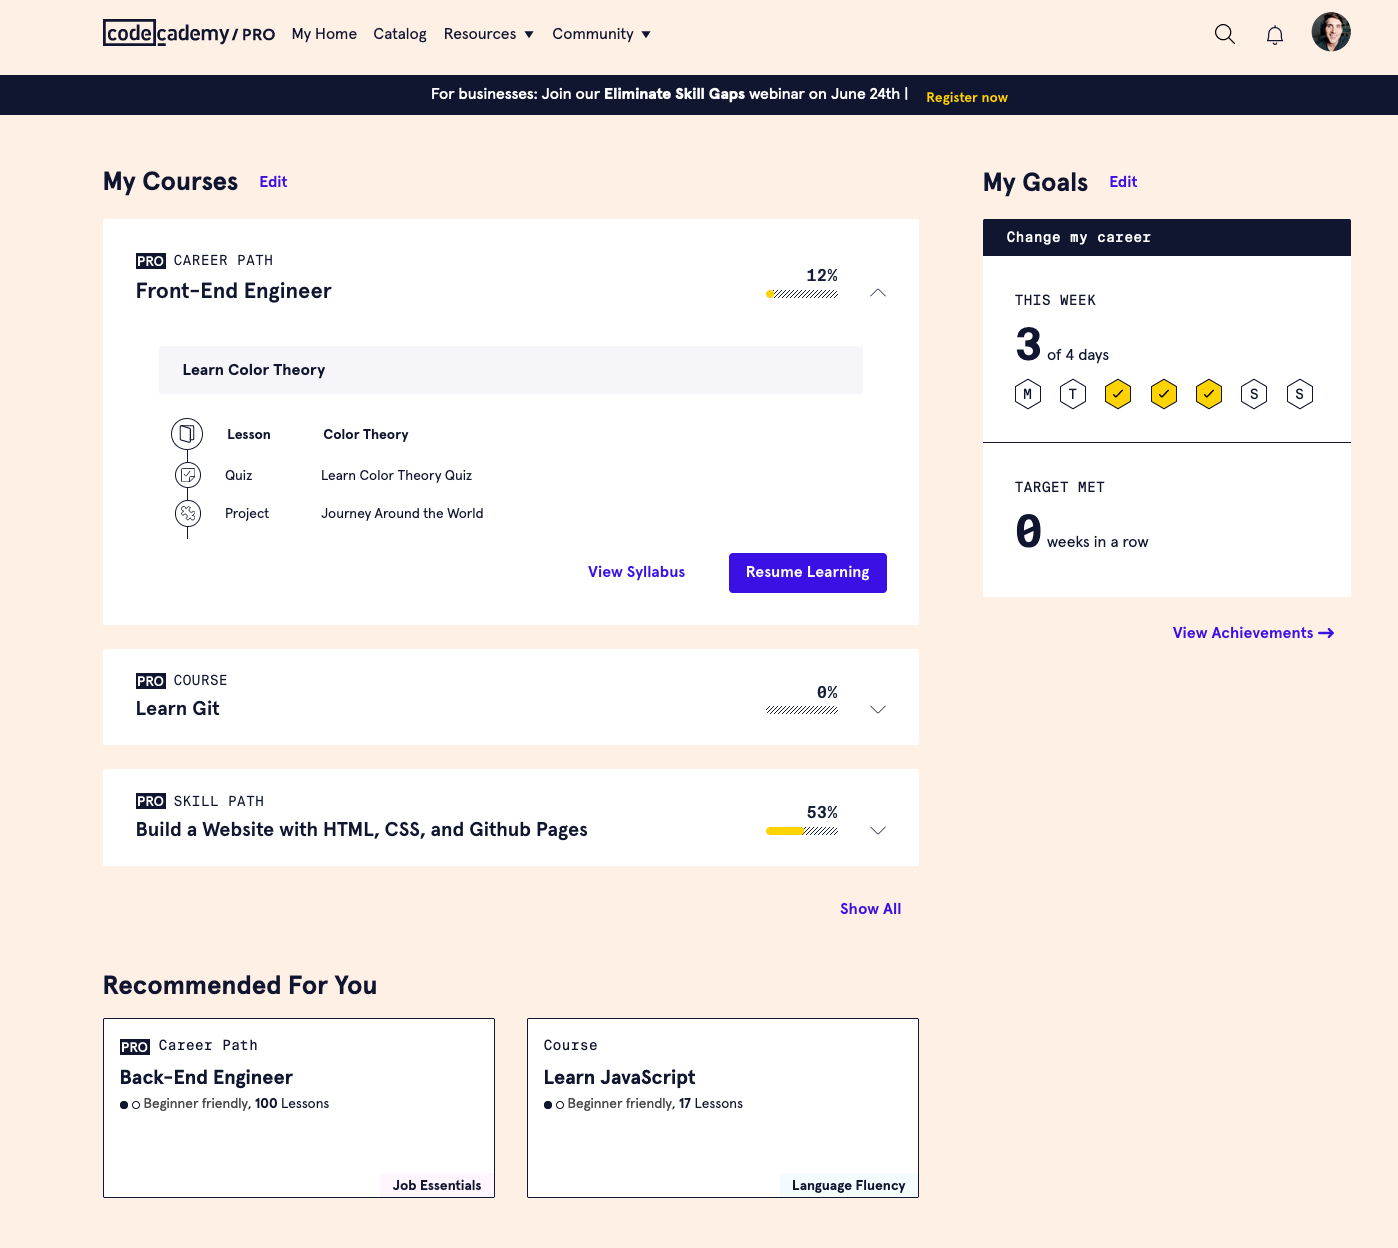 codecademy / PRO My Home Catalog Resources ▼ Community ▼
For businesses: Join our Eliminate Skill Gaps webinar on June 24th | Register now
My Courses Edit
PRO CAREER PATH
Front-End Engineer
12%
Learn Color Theory
Lesson Color Theory
Quiz Learn Color Theory Quiz
Project Journey Around the World
View Syllabus Resume Learning
PRO COURSE
Learn Git
0%
PRO SKILL PATH
Build a Website with HTML, CSS, and Github Pages
53%
Show All
My Goals Edit
Change my career
THIS WEEK
3 of 4 days
M T S S
TARGET MET
0 weeks in a row
View Achievements →
Recommended For You
PRO Career Path
Back-End Engineer
Beginner friendly, 100 Lessons
Job Essentials
Course
Learn JavaScript
Beginner friendly, 17 Lessons
Language Fluency